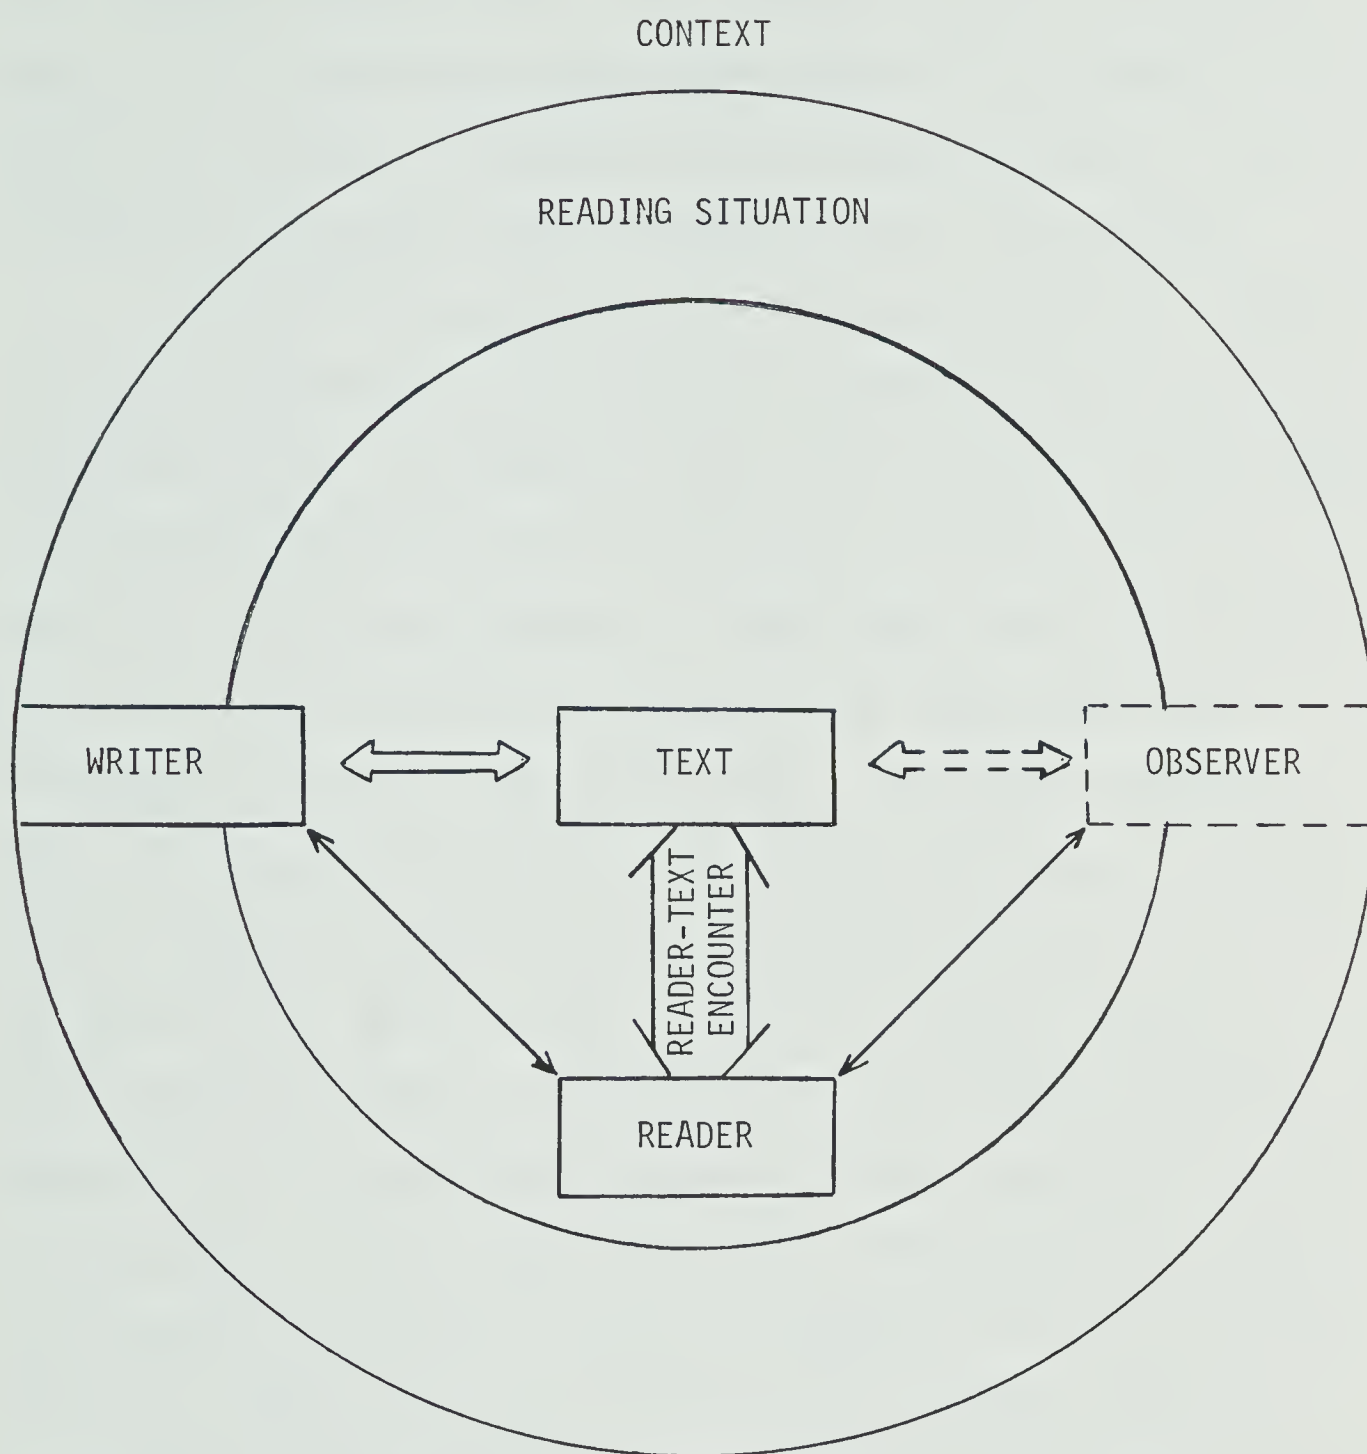 CONTEXT
READING SITUATION
WRITER
TEXT
OBSERVER
READER-TEXT
ENCOUNTER
READER